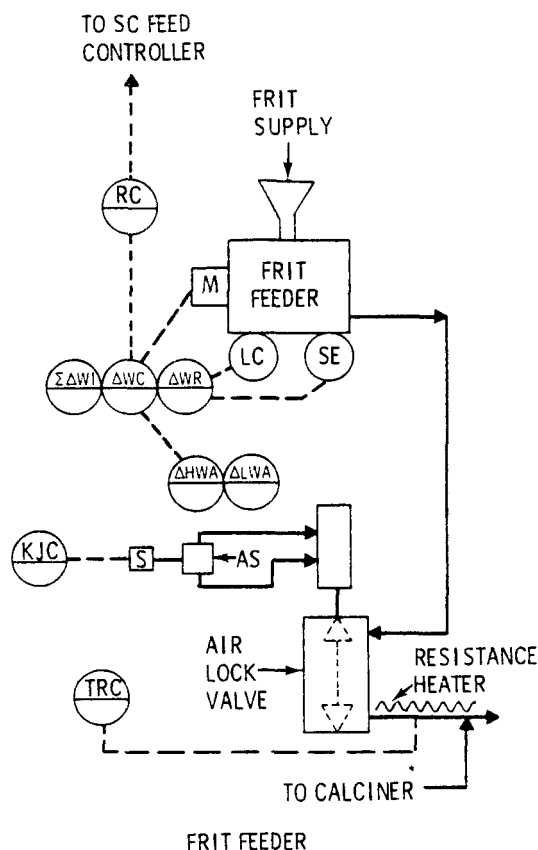 TO SC FEED
CONTROLLER
FRIT
SUPPLY
RC
M
FRIT
FEEDER
LC
SE
ΣΔWI
ΔWC
ΔWR
ΔHWA
ΔLWA
KJC
S
AS
AIR
LOCK
VALVE
RESISTANCE
HEATER
TRC
TO CALCINER
FRIT FEEDER